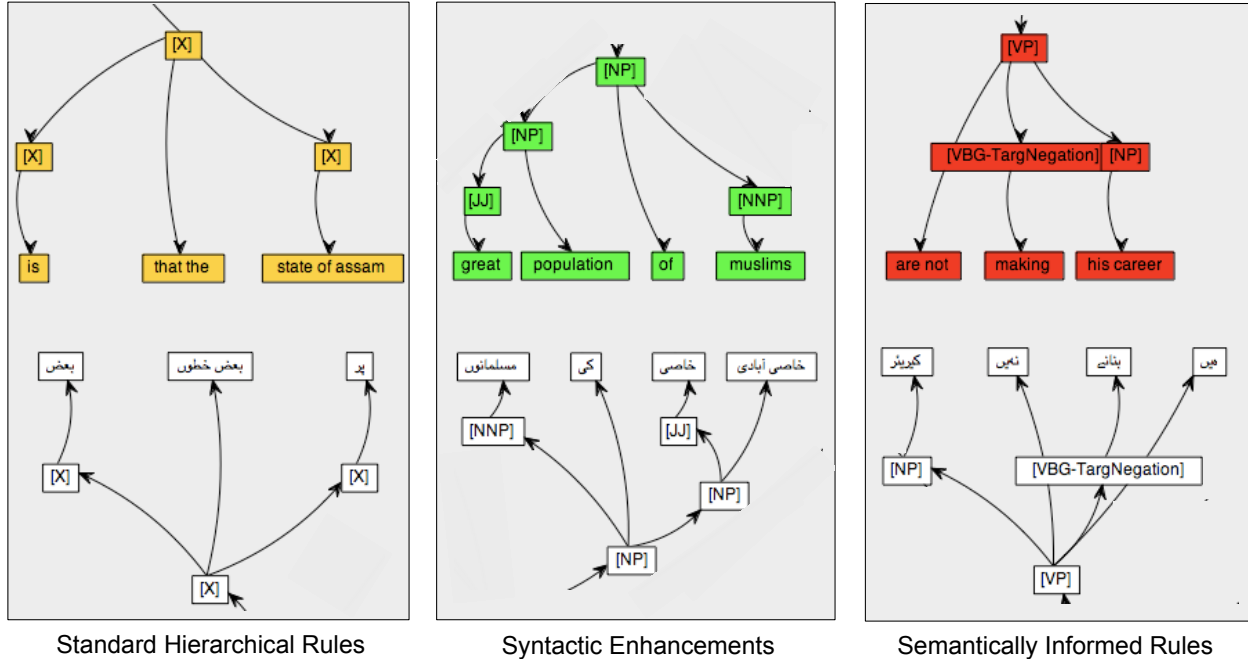 [X]
[X]
[X]
is
that the
state of assam
بعض
بعض خطوں
پر
[X]
[X]
[X]
Standard Hierarchical Rules
[NP]
[NP]
[JJ]
[NNP]
great
population
of
muslims
مسلمانوں
کی
خاصی
خاصی آبادی
[NNP]
[JJ]
[NP]
[NP]
Syntactic Enhancements
[VP]
[VBG-TargNegation]
[NP]
are not
making
his career
کیریئر
نہیں
بنانے
میں
[NP]
[VBG-TargNegation]
[VP]
Semantically Informed Rules